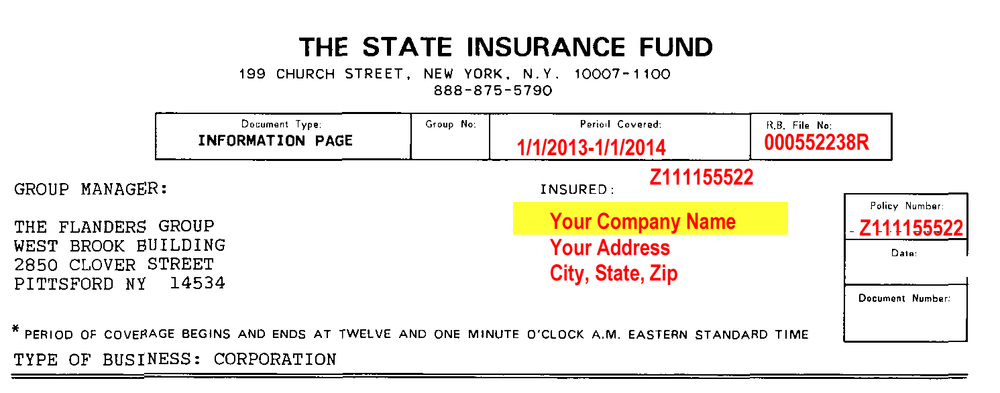 THE STATE INSURANCE FUND
199 CHURCH STREET, NEW YORK, N.Y. 10007-1100
888-875-5790
Document Type:
INFORMATION PAGE
Group No:
Period Covered:
1/1/2013-1/1/2014
R.B. File No:
000552238R
GROUP MANAGER:
THE FLANDERS GROUP
WEST BROOK BUILDING
2850 CLOVER STREET
PITTSFORD NY 14534
INSURED:
Z111155522
Your Company Name
Your Address
City, State, Zip
Policy Number:
Z111155522
Date:
Document Number:
* PERIOD OF COVERAGE BEGINS AND ENDS AT TWELVE AND ONE MINUTE O'CLOCK A.M. EASTERN STANDARD TIME
TYPE OF BUSINESS: CORPORATION